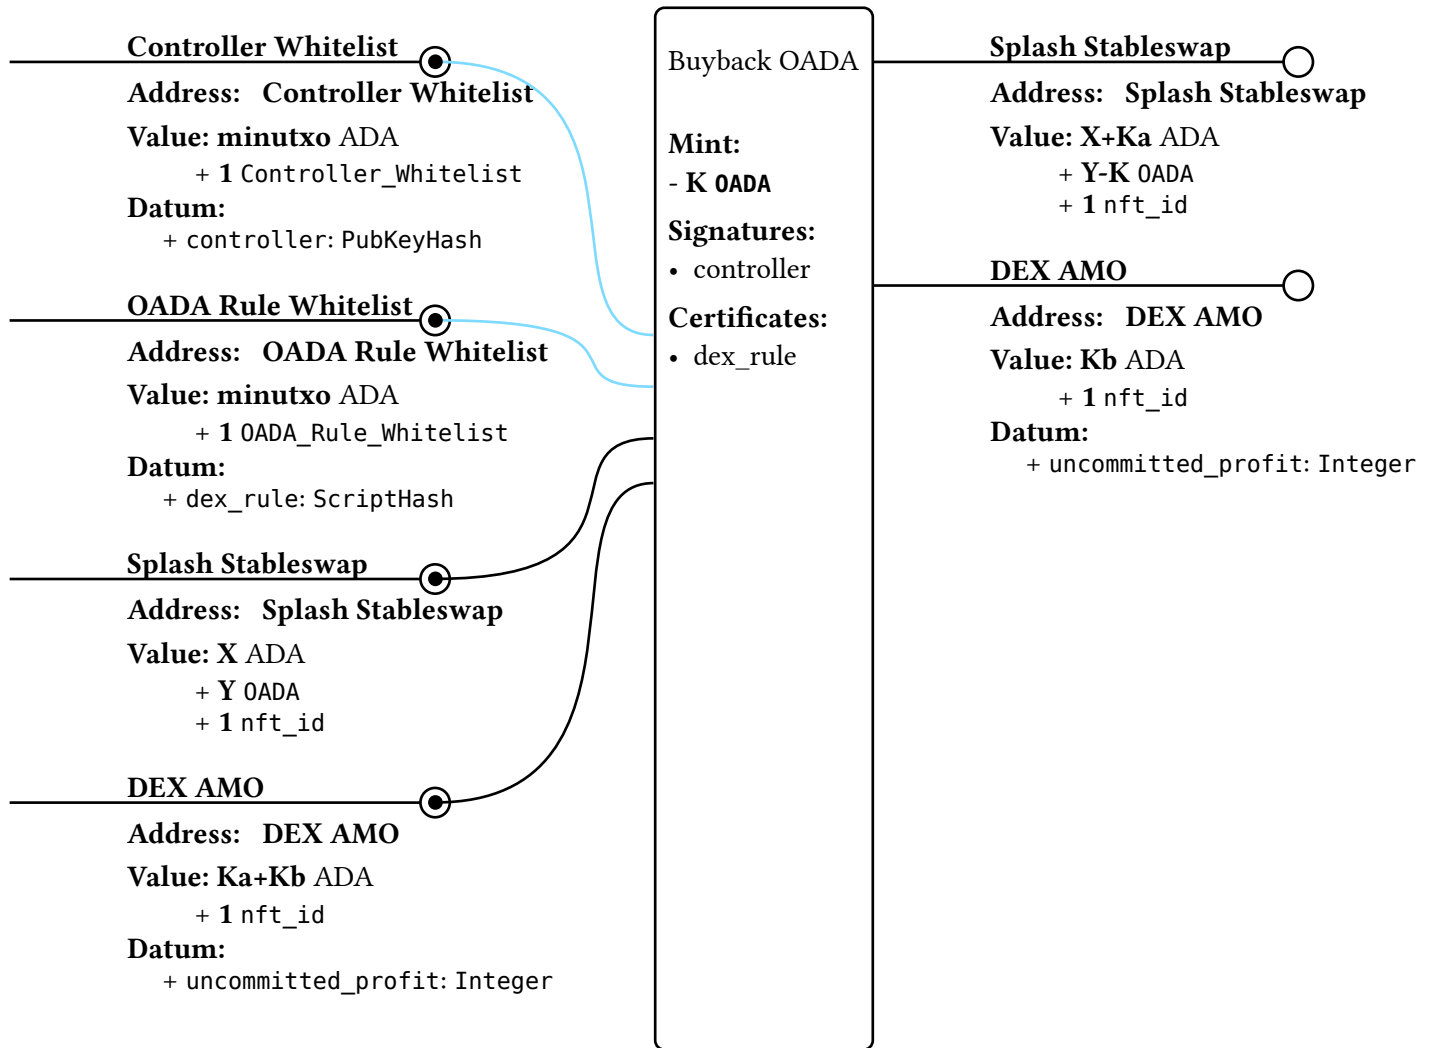 Controller Whitelist
Address: Controller Whitelist
Value: minutxo ADA
+ 1 Controller_Whitelist
Datum:
+ controller: PubKeyHash
OADA Rule Whitelist
Address: OADA Rule Whitelist
Value: minutxo ADA
+ 1 OADA_Rule_Whitelist
Datum:
+ dex_rule: ScriptHash
Splash Stableswap
Address: Splash Stableswap
Value: X ADA
+ Y OADA
+ 1 nft_id
DEX AMO
Address: DEX AMO
Value: Ka+Kb ADA
+ 1 nft_id
Datum:
+ uncommitted_profit: Integer
Buyback OADA
Mint:
- K OADA
Signatures:
• controller
Certificates:
• dex_rule
Splash Stableswap
Address: Splash Stableswap
Value: X+Ka ADA
+ Y-K OADA
+ 1 nft_id
DEX AMO
Address: DEX AMO
Value: Kb ADA
+ 1 nft_id
Datum:
+ uncommitted_profit: Integer